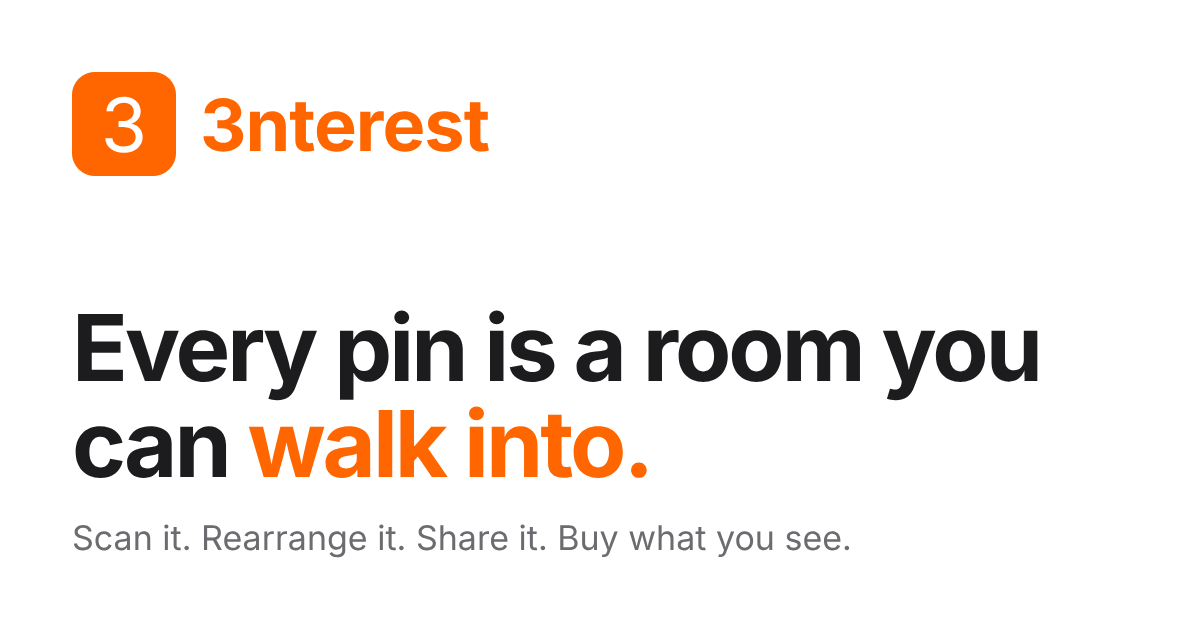 3 3nterest
Every pin is a room you
can walk into.
Scan it. Rearrange it. Share it. Buy what you see.